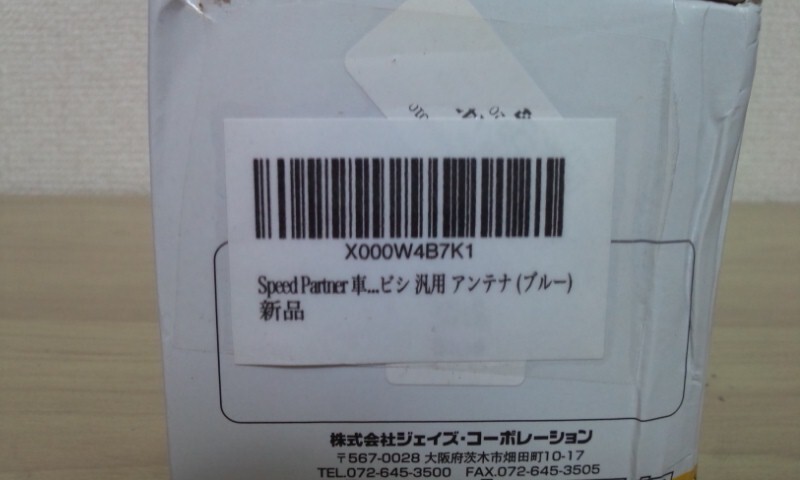 X000W4B7K1
Speed Partner 車...ビシ 汎用 アンテナ (ブルー)
新品
株式会社ジェイズ・コーポレーション
〒567-0028 大阪府茨木市畑田町10-17
TEL.072-645-3500 FAX.072-645-3505